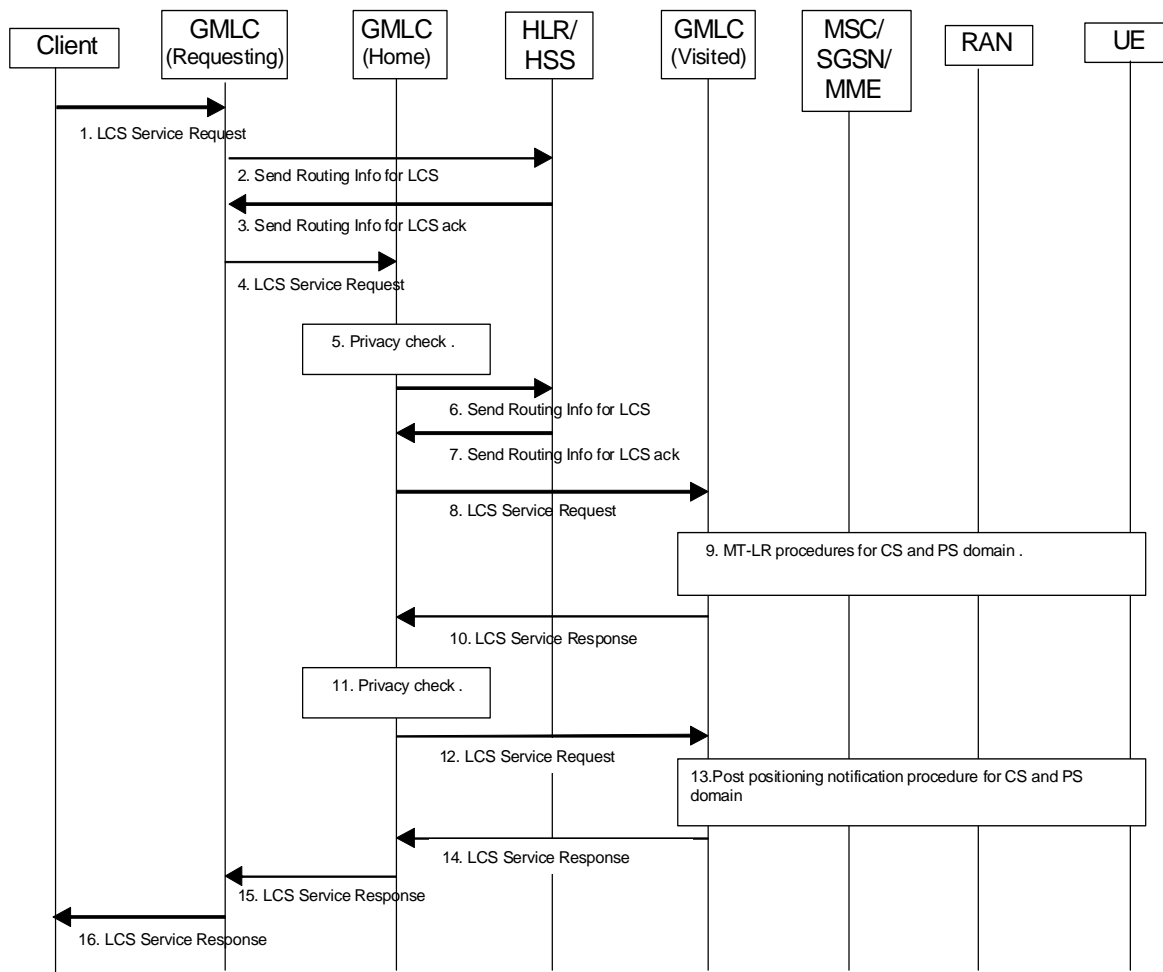 Client
GMLC
(Requesting)
GMLC
(Home)
HLR/
HSS
GMLC
(Visited)
MSC/
SGSN/
MME
RAN
UE
1. LCS Service Request
2. Send Routing Info for LCS
3. Send Routing Info for LCS ack
4. LCS Service Request
5. Privacy check .
6. Send Routing Info for LCS
7. Send Routing Info for LCS ack
8. LCS Service Request
9. MT-LR procedures for CS and PS domain .
10. LCS Service Response
11. Privacy check .
12. LCS Service Request
13.Post positioning notification procedure for CS and PS
domain
14. LCS Service Response
15. LCS Service Response
16. LCS Service Response